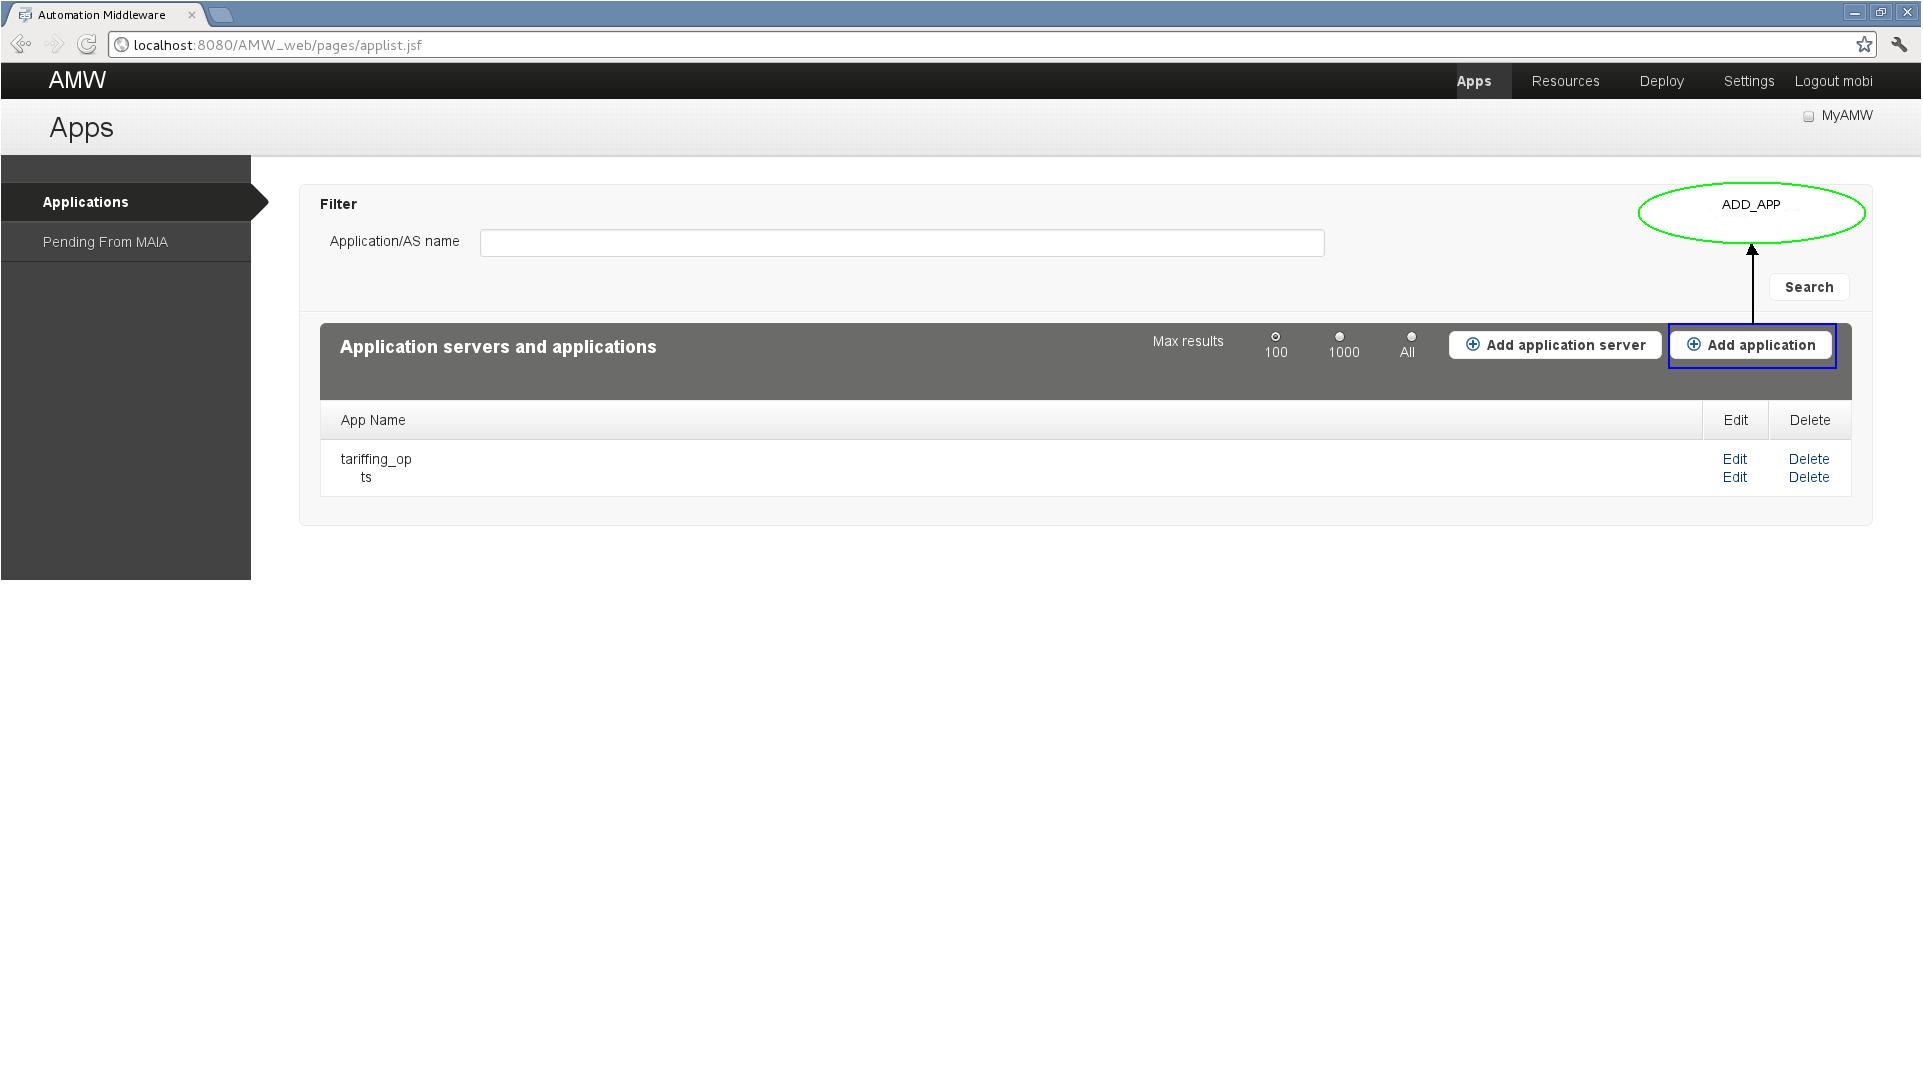 Automation Middleware
localhost:8080/AMW_web/pages/applist.jsf
AMW
Apps Resources Deploy Settings Logout mobi
Apps
MyAMW
Applications
Pending From MAIA
Filter
ADD_APP
Application/AS name
Search
Application servers and applications
Max results
100 1000 All
Add application server
Add application
App Name Edit Delete
tariffing_op Edit Delete
ts Edit Delete